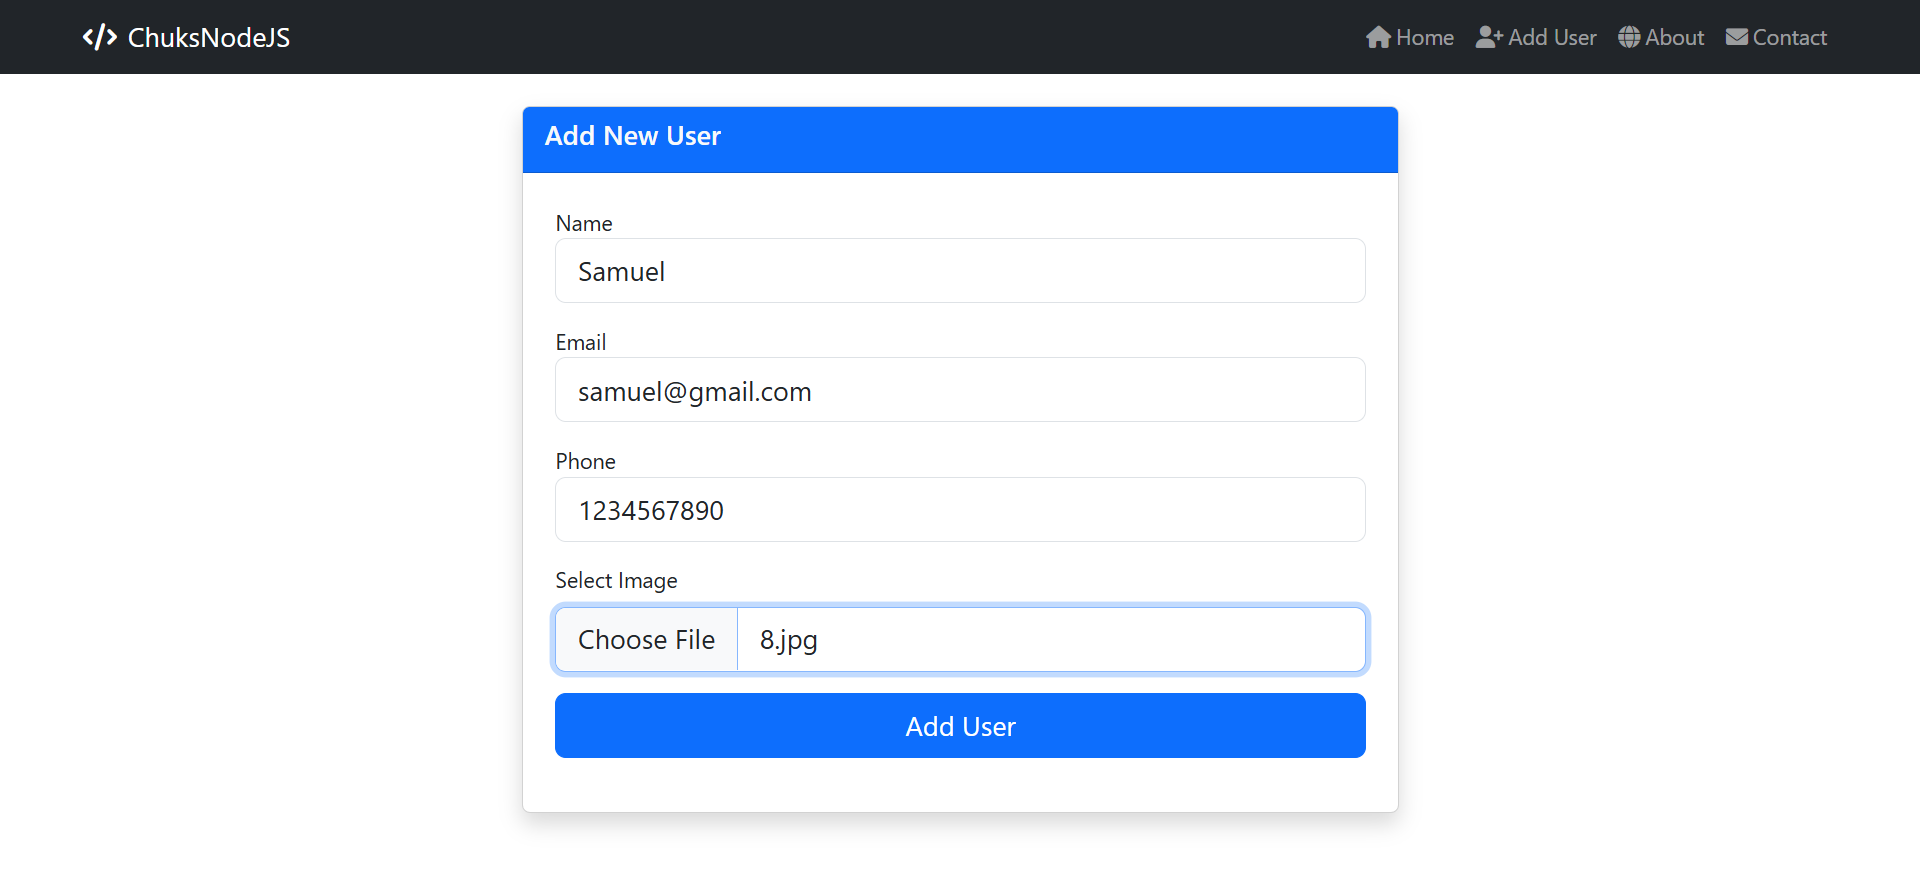 ChuksNodeJS Home Add User About Contact
Add New User
Name
Samuel
Email
samuel@gmail.com
Phone
1234567890
Select Image
Choose File 8.jpg
Add User